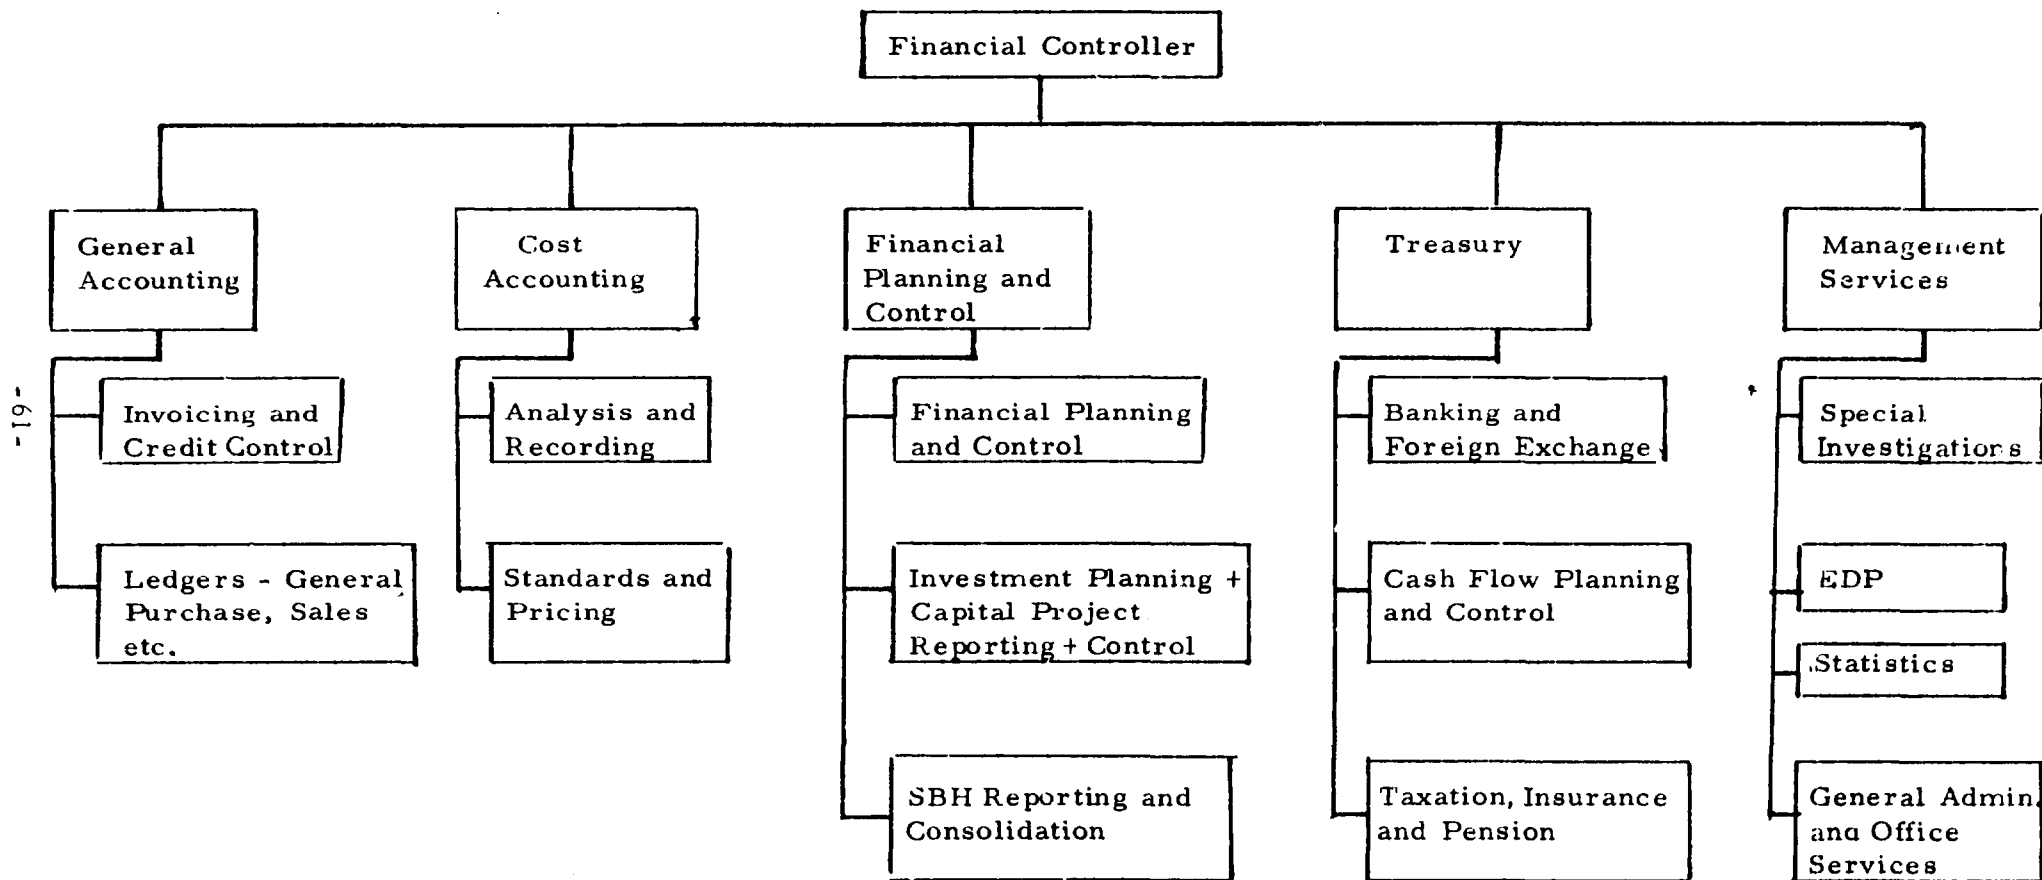 Financial Controller
General
Accounting
Cost
Accounting
Financial
Planning and
Control
Treasury
Management
Services
Invoicing and
Credit Control
Analysis and
Recording
Financial Planning
and Control
Banking and
Foreign Exchange
Special
Investigations
Ledgers - General,
Purchase, Sales
etc.
Standards and
Pricing
Investment Planning +
Capital Project
Reporting + Control
Cash Flow Planning
and Control
EDP
Statistics
SBH Reporting and
Consolidation
Taxation, Insurance
and Pension
General Admin.
and Office
Services
-61-